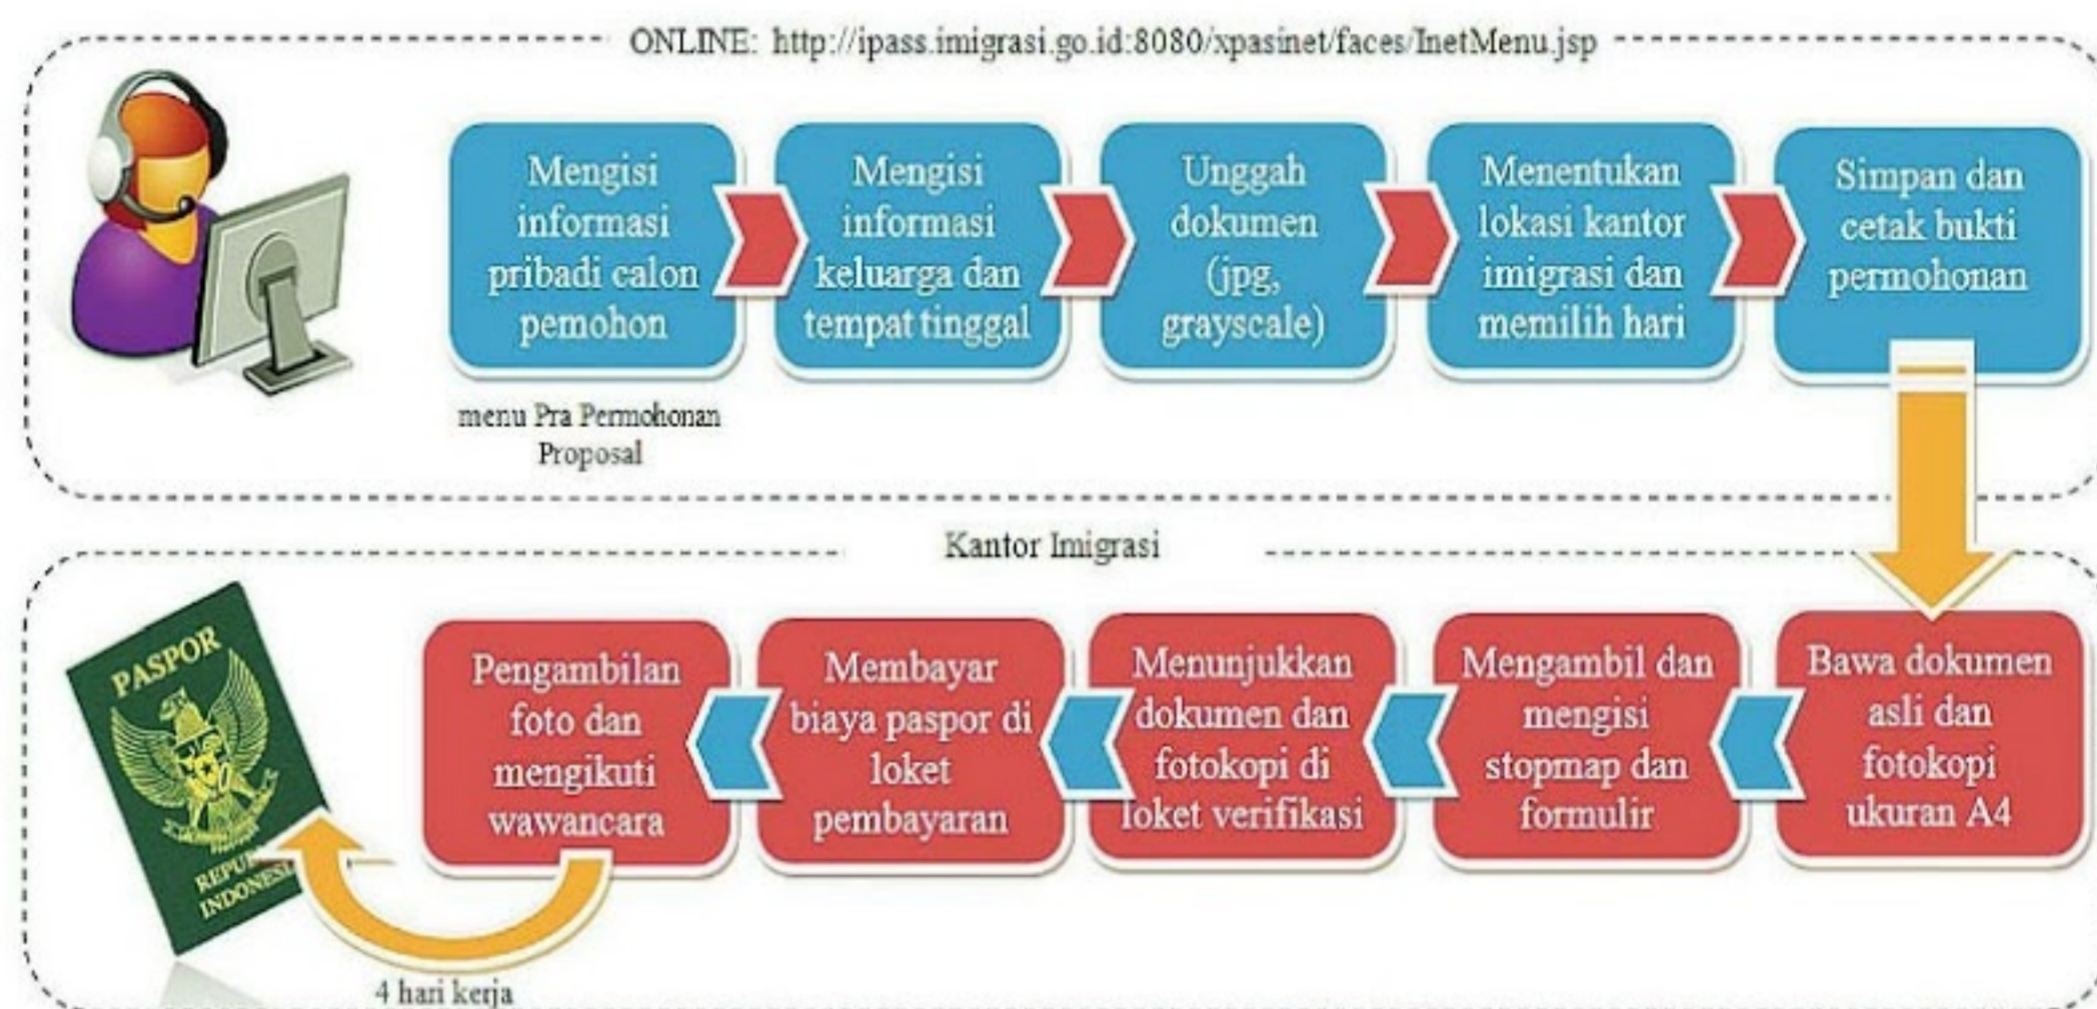 ONLINE: http://ipass.imigrasi.go.id:8080/xpasinet/faces/InetMenu.jsp
Mengisi
informasi
pribadi calon
pemohon
Mengisi
informasi
keluarga dan
tempat tinggal
Unggah
dokumen
(jpg,
grayscale)
Menentukan
lokasi kantor
imigrasi dan
memilih hari
Simpan dan
cetak bukti
permohonan
menu Pra Permohonan
Proposal
Kantor Imigrasi
Bawa dokumen
asli dan
fotokopi
ukuran A4
Mengambil dan
mengisi
stopmap dan
formulir
Menunjukkan
dokumen dan
fotokopi di
loket verifikasi
Membayar
biaya paspor di
loket
pembayaran
Pengambilan
foto dan
mengikuti
wawancara
PASPOR
INDONESI
4 hari kerja